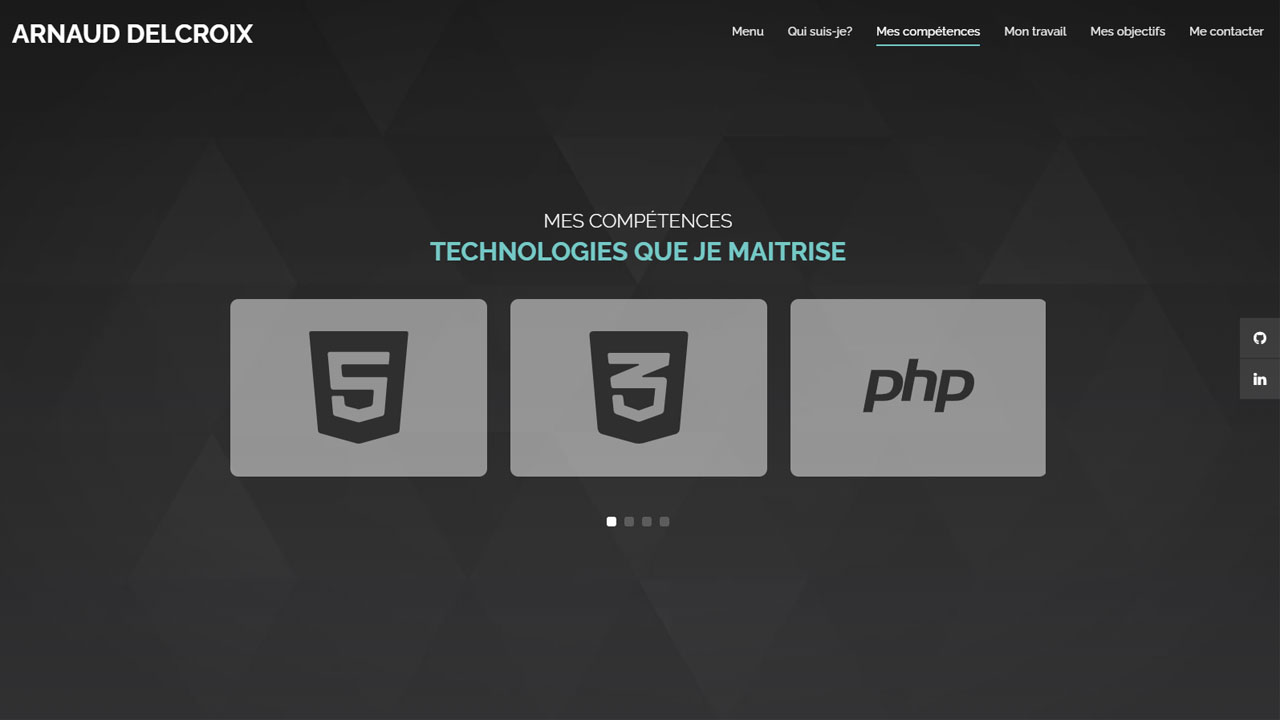 ARNAUD DELCROIX
Menu Qui suis-je? Mes compétences Mon travail Mes objectifs Me contacter
MES COMPÉTENCES
TECHNOLOGIES QUE JE MAITRISE
5 3 php
in